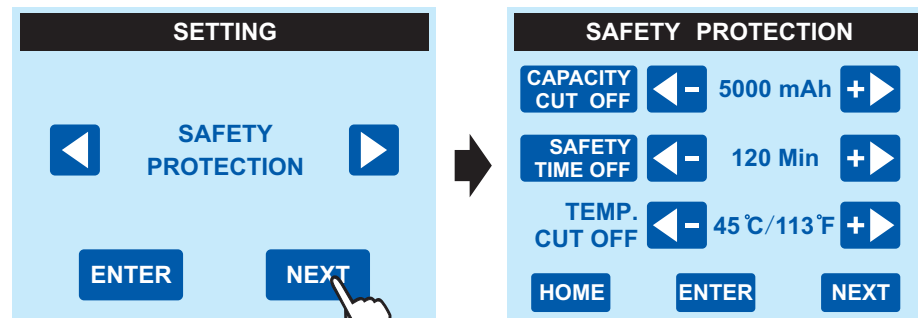 SETTING
SAFETY
PROTECTION
ENTER
NEXT
SAFETY PROTECTION
CAPACITY
CUT OFF
- 5000 mAh +
SAFETY
TIME OFF
- 120 Min +
TEMP.
CUT OFF
- 45℃/113℉ +
HOME
ENTER
NEXT